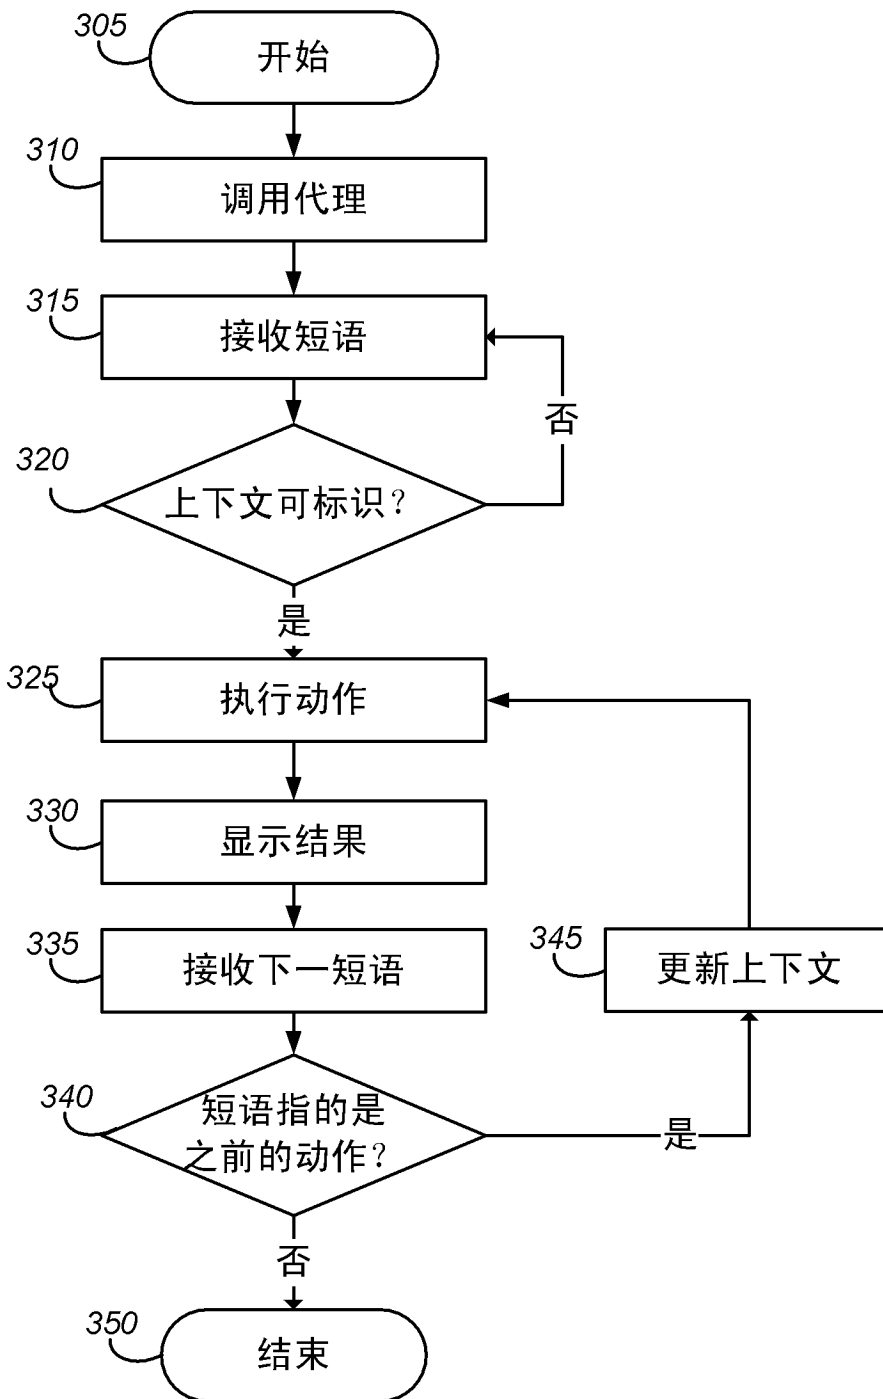 305
开始
310
调用代理
315
接收短语
否
320
上下文可标识？
是
325
执行动作
330
显示结果
335
接收下一短语
345
更新上下文
340
短语指的是
之前的动作？
是
否
350
结束